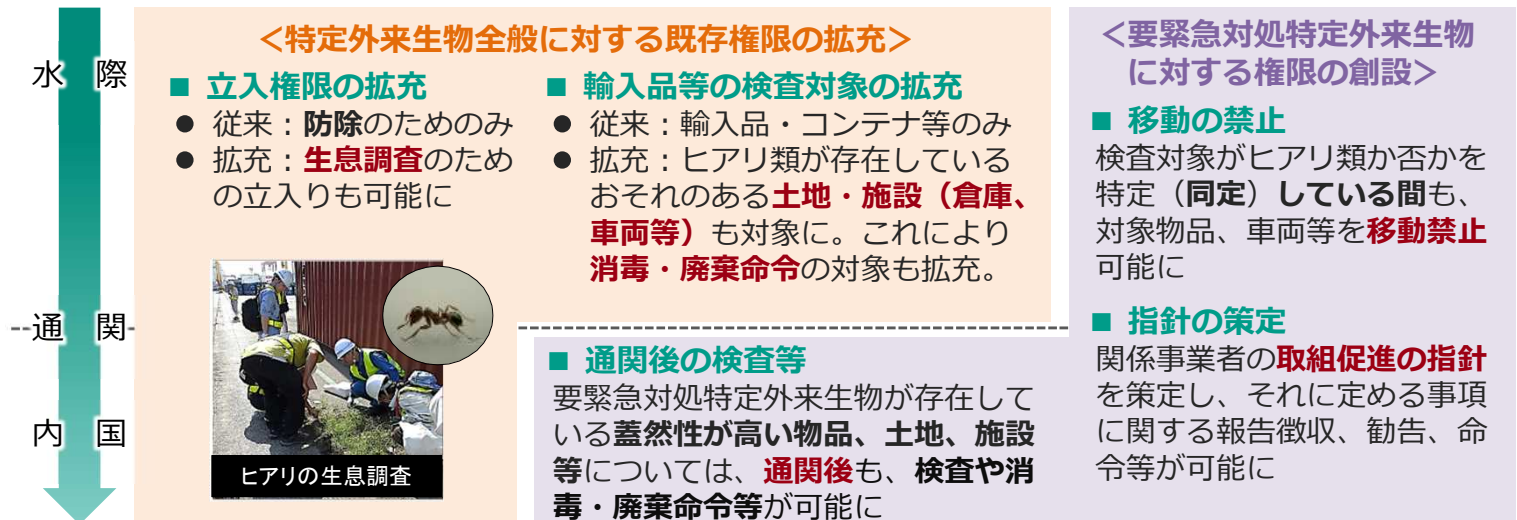 水 際
--通 関-
内 国
＜特定外来生物全般に対する既存権限の拡充＞
■ 立入権限の拡充
● 従来：防除のためのみ
● 拡充：生息調査のため
の立入りも可能に
ヒアリの生息調査
■ 輸入品等の検査対象の拡充
● 従来：輸入品・コンテナ等のみ
● 拡充：ヒアリ類が存在している
おそれのある土地・施設（倉庫、
車両等）も対象に。これにより
消毒・廃棄命令の対象も拡充。
■ 通関後の検査等
要緊急対処特定外来生物が存在して
いる蓋然性が高い物品、土地、施設
等については、通関後も、検査や消
毒・廃棄命令等が可能に
＜要緊急対処特定外来生物
に対する権限の創設＞
■ 移動の禁止
検査対象がヒアリ類か否かを
特定（同定）している間も、
対象物品、車両等を移動禁止
可能に
■ 指針の策定
関係事業者の取組促進の指針
を策定し、それに定める事項
に関する報告徴収、勧告、命
令等が可能に